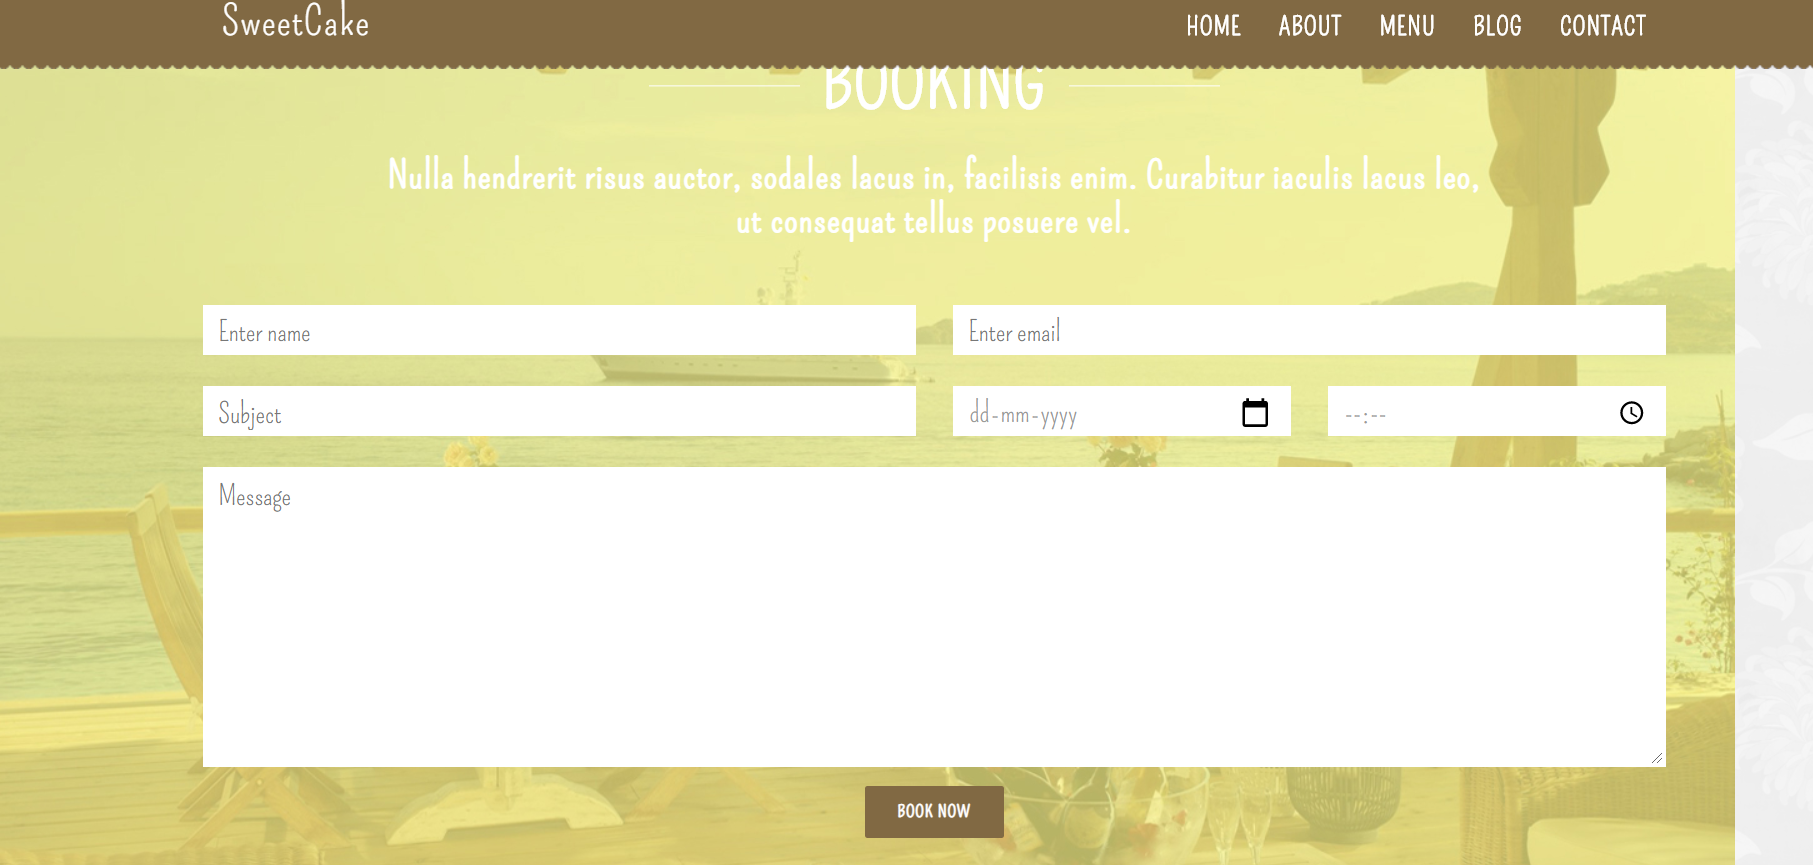 SweetCake
HOME ABOUT MENU BLOG CONTACT
BOOKING
Nulla hendrerit risus auctor, sodales lacus in, facilisis enim. Curabitur iaculis lacus leo,
ut consequat tellus posuere vel.
Enter name
Enter email
Subject
dd-mm-yyyy
--:--
Message
BOOK NOW